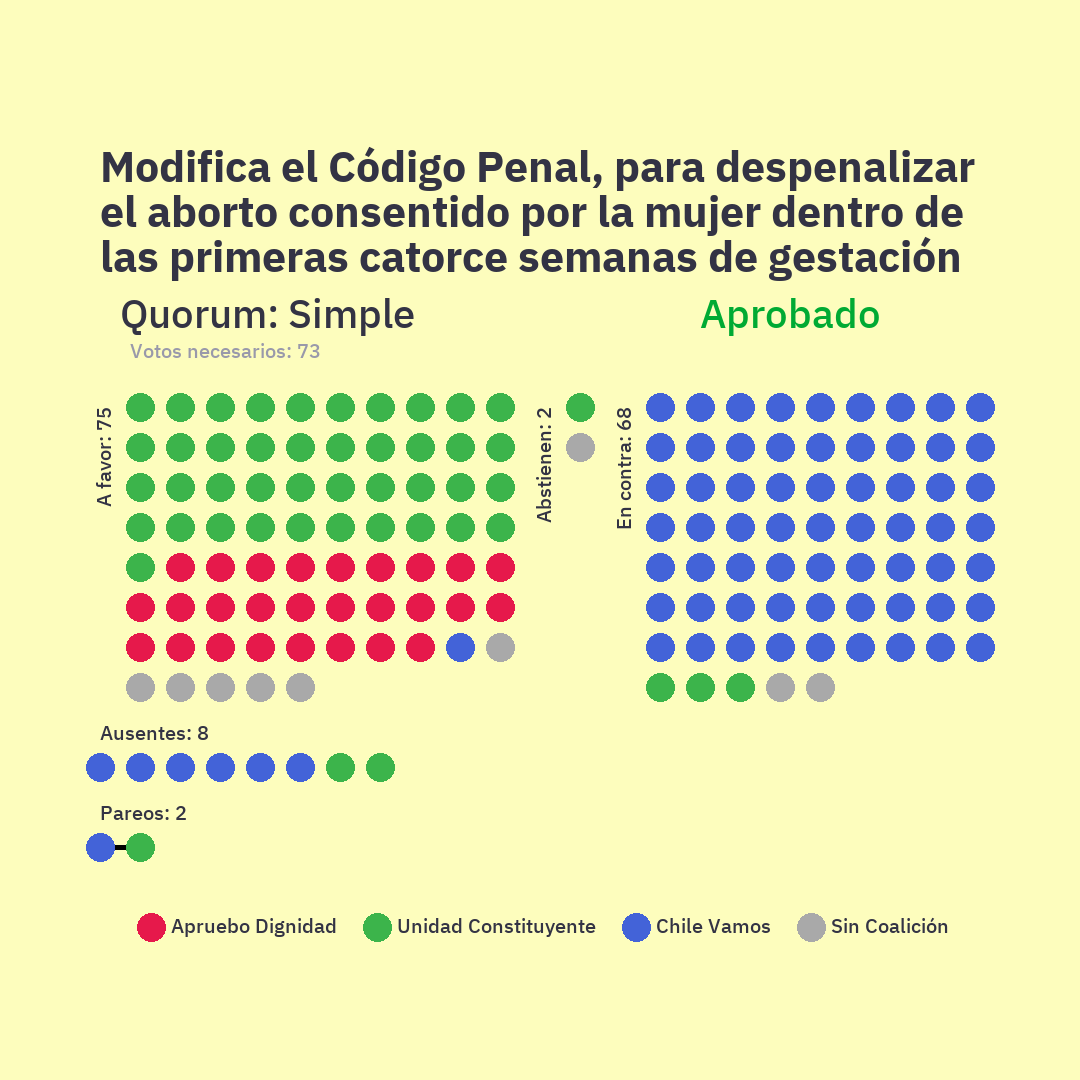 Modifica el Código Penal, para despenalizar
el aborto consentido por la mujer dentro de
las primeras catorce semanas de gestación
Quorum: Simple
Aprobado
Votos necesarios: 73
A favor: 75
Abstienen: 2
En contra: 68
Ausentes: 8
Pareos: 2
Apruebo Dignidad
Unidad Constituyente
Chile Vamos
Sin Coalición